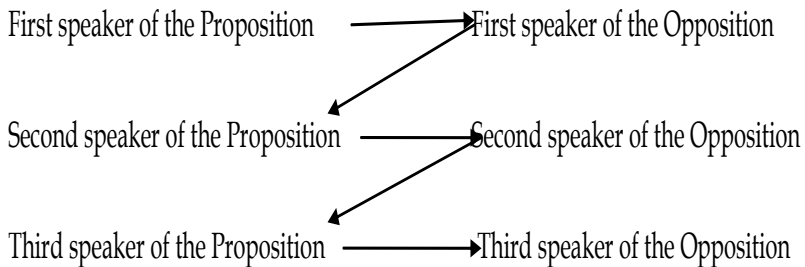 First speaker of the Proposition First speaker of the Opposition
Second speaker of the Proposition Second speaker of the Opposition
Third speaker of the Proposition Third speaker of the Opposition